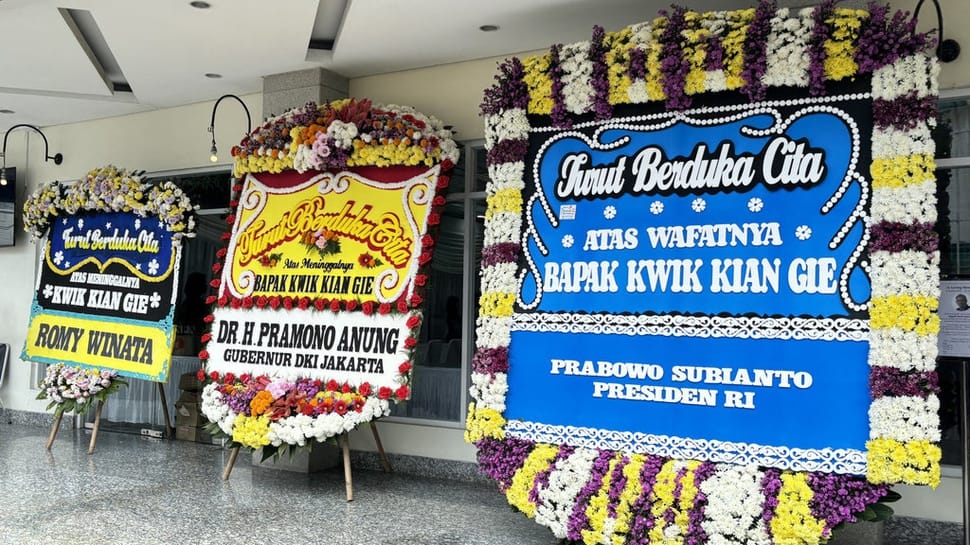 Turut Berduka Cita
ATAS MENINGGALNYA
KWIK KIAN GIE
ROMY WINATA
Turut Berduka Cita
Atas Meninggalnya
BAPAK KWIK KIAN GIE
DR. H. PRAMONO ANUNG
GUBERNUR DKI JAKARTA
Turut Berduka Cita
ATAS WAFATNYA
BAPAK KWIK KIAN GIE
PRABOWO SUBIANTO
PRESIDEN RI